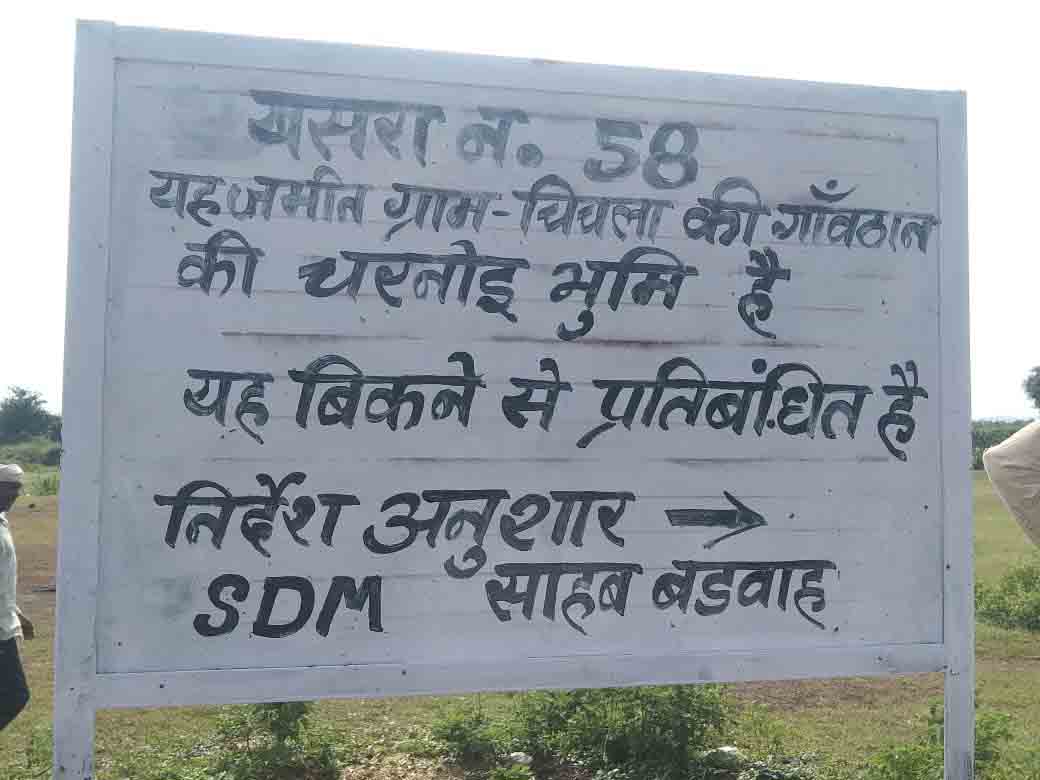 खसरा नं. 58
यह जमीन ग्राम - चिचला की गाँवठान
की चरनोइ भुमि है
यह बिकने से प्रतिबंधित है
निर्देश अनुशार →
SDM साहब बडवाह